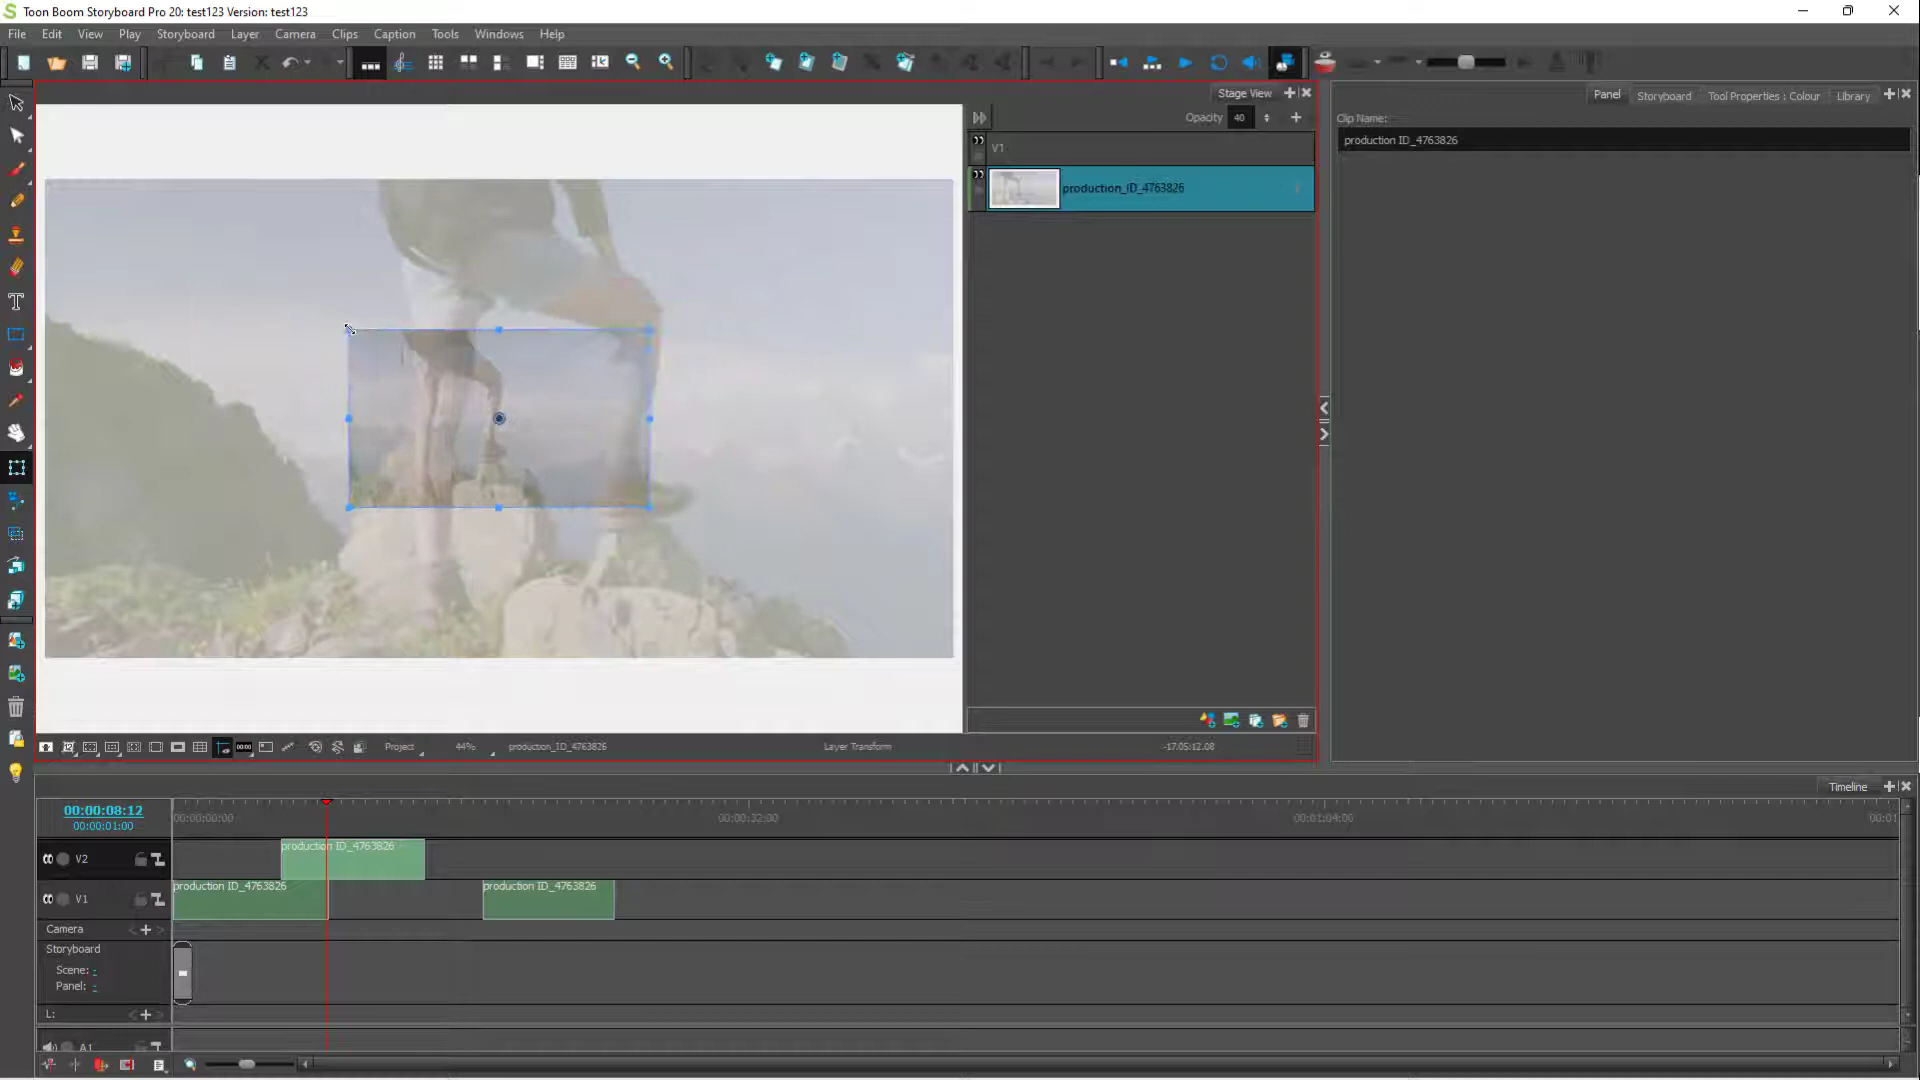 Toon Boom Storyboard Pro 20: test123 Version: test123
File Edit View Play Storyboard Layer Camera Clips Caption Tools Windows Help
Stage View
Opacity 40
V1
production_ID_4763826
Panel Storyboard Tool Properties : Colour Library
Clip Name:
production ID_4763826
Project 44% production_ID_4763826 Layer Transform -17:05:12.08
Timeline
00:00:08:12
00:00:01:00
00:00:00:00 00:00:32:00 00:01:04:00 00:01
V2 production ID_4763826
V1 production ID_4763826 production ID_4763826
Camera
Storyboard
Scene: -
Panel: -
L:
A1